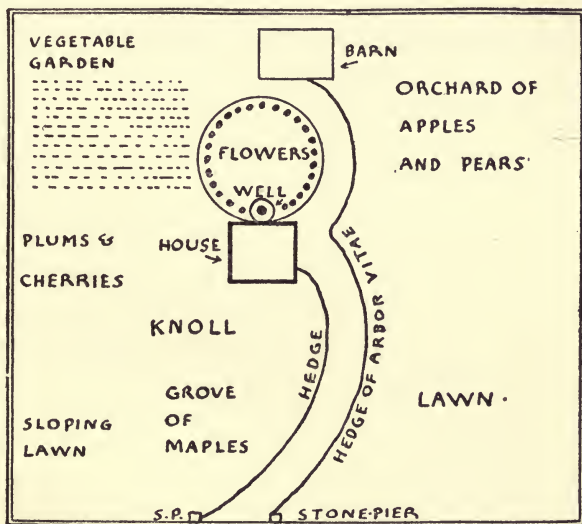 VEGETABLE
GARDEN
BARN
ORCHARD OF
APPLES
AND PEARS
FLOWERS
WELL
HOUSE
PLUMS &
CHERRIES
KNOLL
HEDGE
HEDGE OF ARBOR VITAE
GROVE
OF
MAPLES
LAWN.
SLOPING
LAWN
S.P.
STONE-PIER